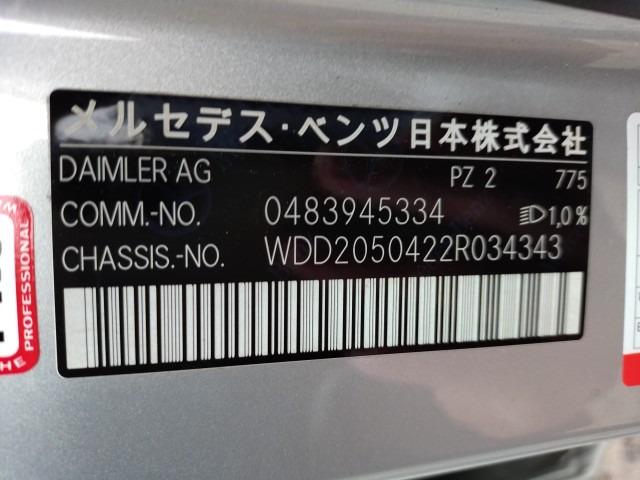 メルセデス・ベンツ日本株式会社
DAIMLER AG PZ 2 775
COMM.-NO. 0483945334 1,0%
CHASSIS.-NO. WDD2050422R034343
PROFESSIONAL